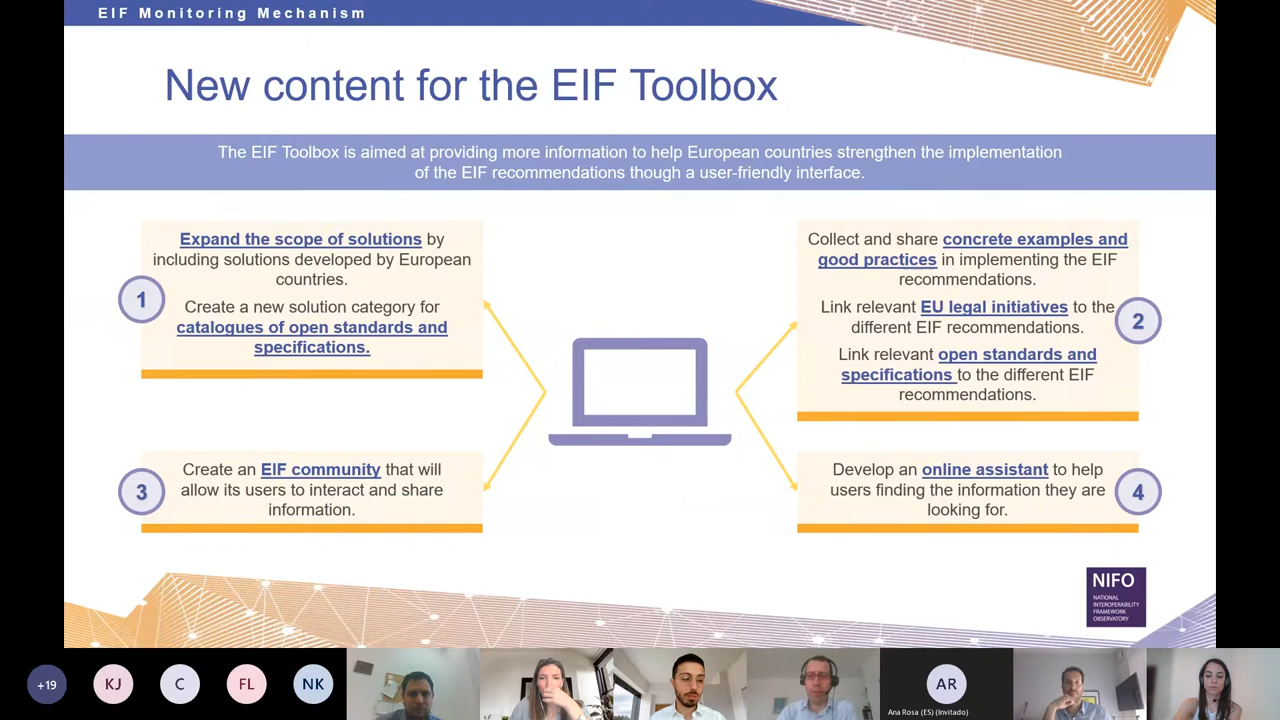 EIF Monitoring Mechanism
New content for the EIF Toolbox
The EIF Toolbox is aimed at providing more information to help European countries strengthen the implementation
of the EIF recommendations though a user-friendly interface.
1
Expand the scope of solutions by
including solutions developed by European
countries.
Create a new solution category for
catalogues of open standards and
specifications.
2
Collect and share concrete examples and
good practices in implementing the EIF
recommendations.
Link relevant EU legal initiatives to the
different EIF recommendations.
Link relevant open standards and
specifications to the different EIF
recommendations.
3
Create an EIF community that will
allow its users to interact and share
information.
4
Develop an online assistant to help
users finding the information they are
looking for.
NIFO
NATIONAL
INTEROPERABILITY
FRAMEWORK
OBSERVATORY
+19
KJ
C
FL
NK
AR
Ana Rosa (ES) (Invitado)